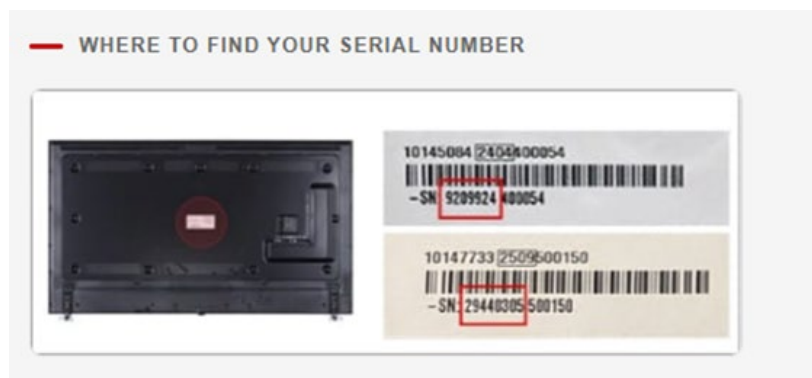 WHERE TO FIND YOUR SERIAL NUMBER
10145084 2404400054
-SN: 9209924 400054
10147733 2509500150
-SN: 29440305 500150